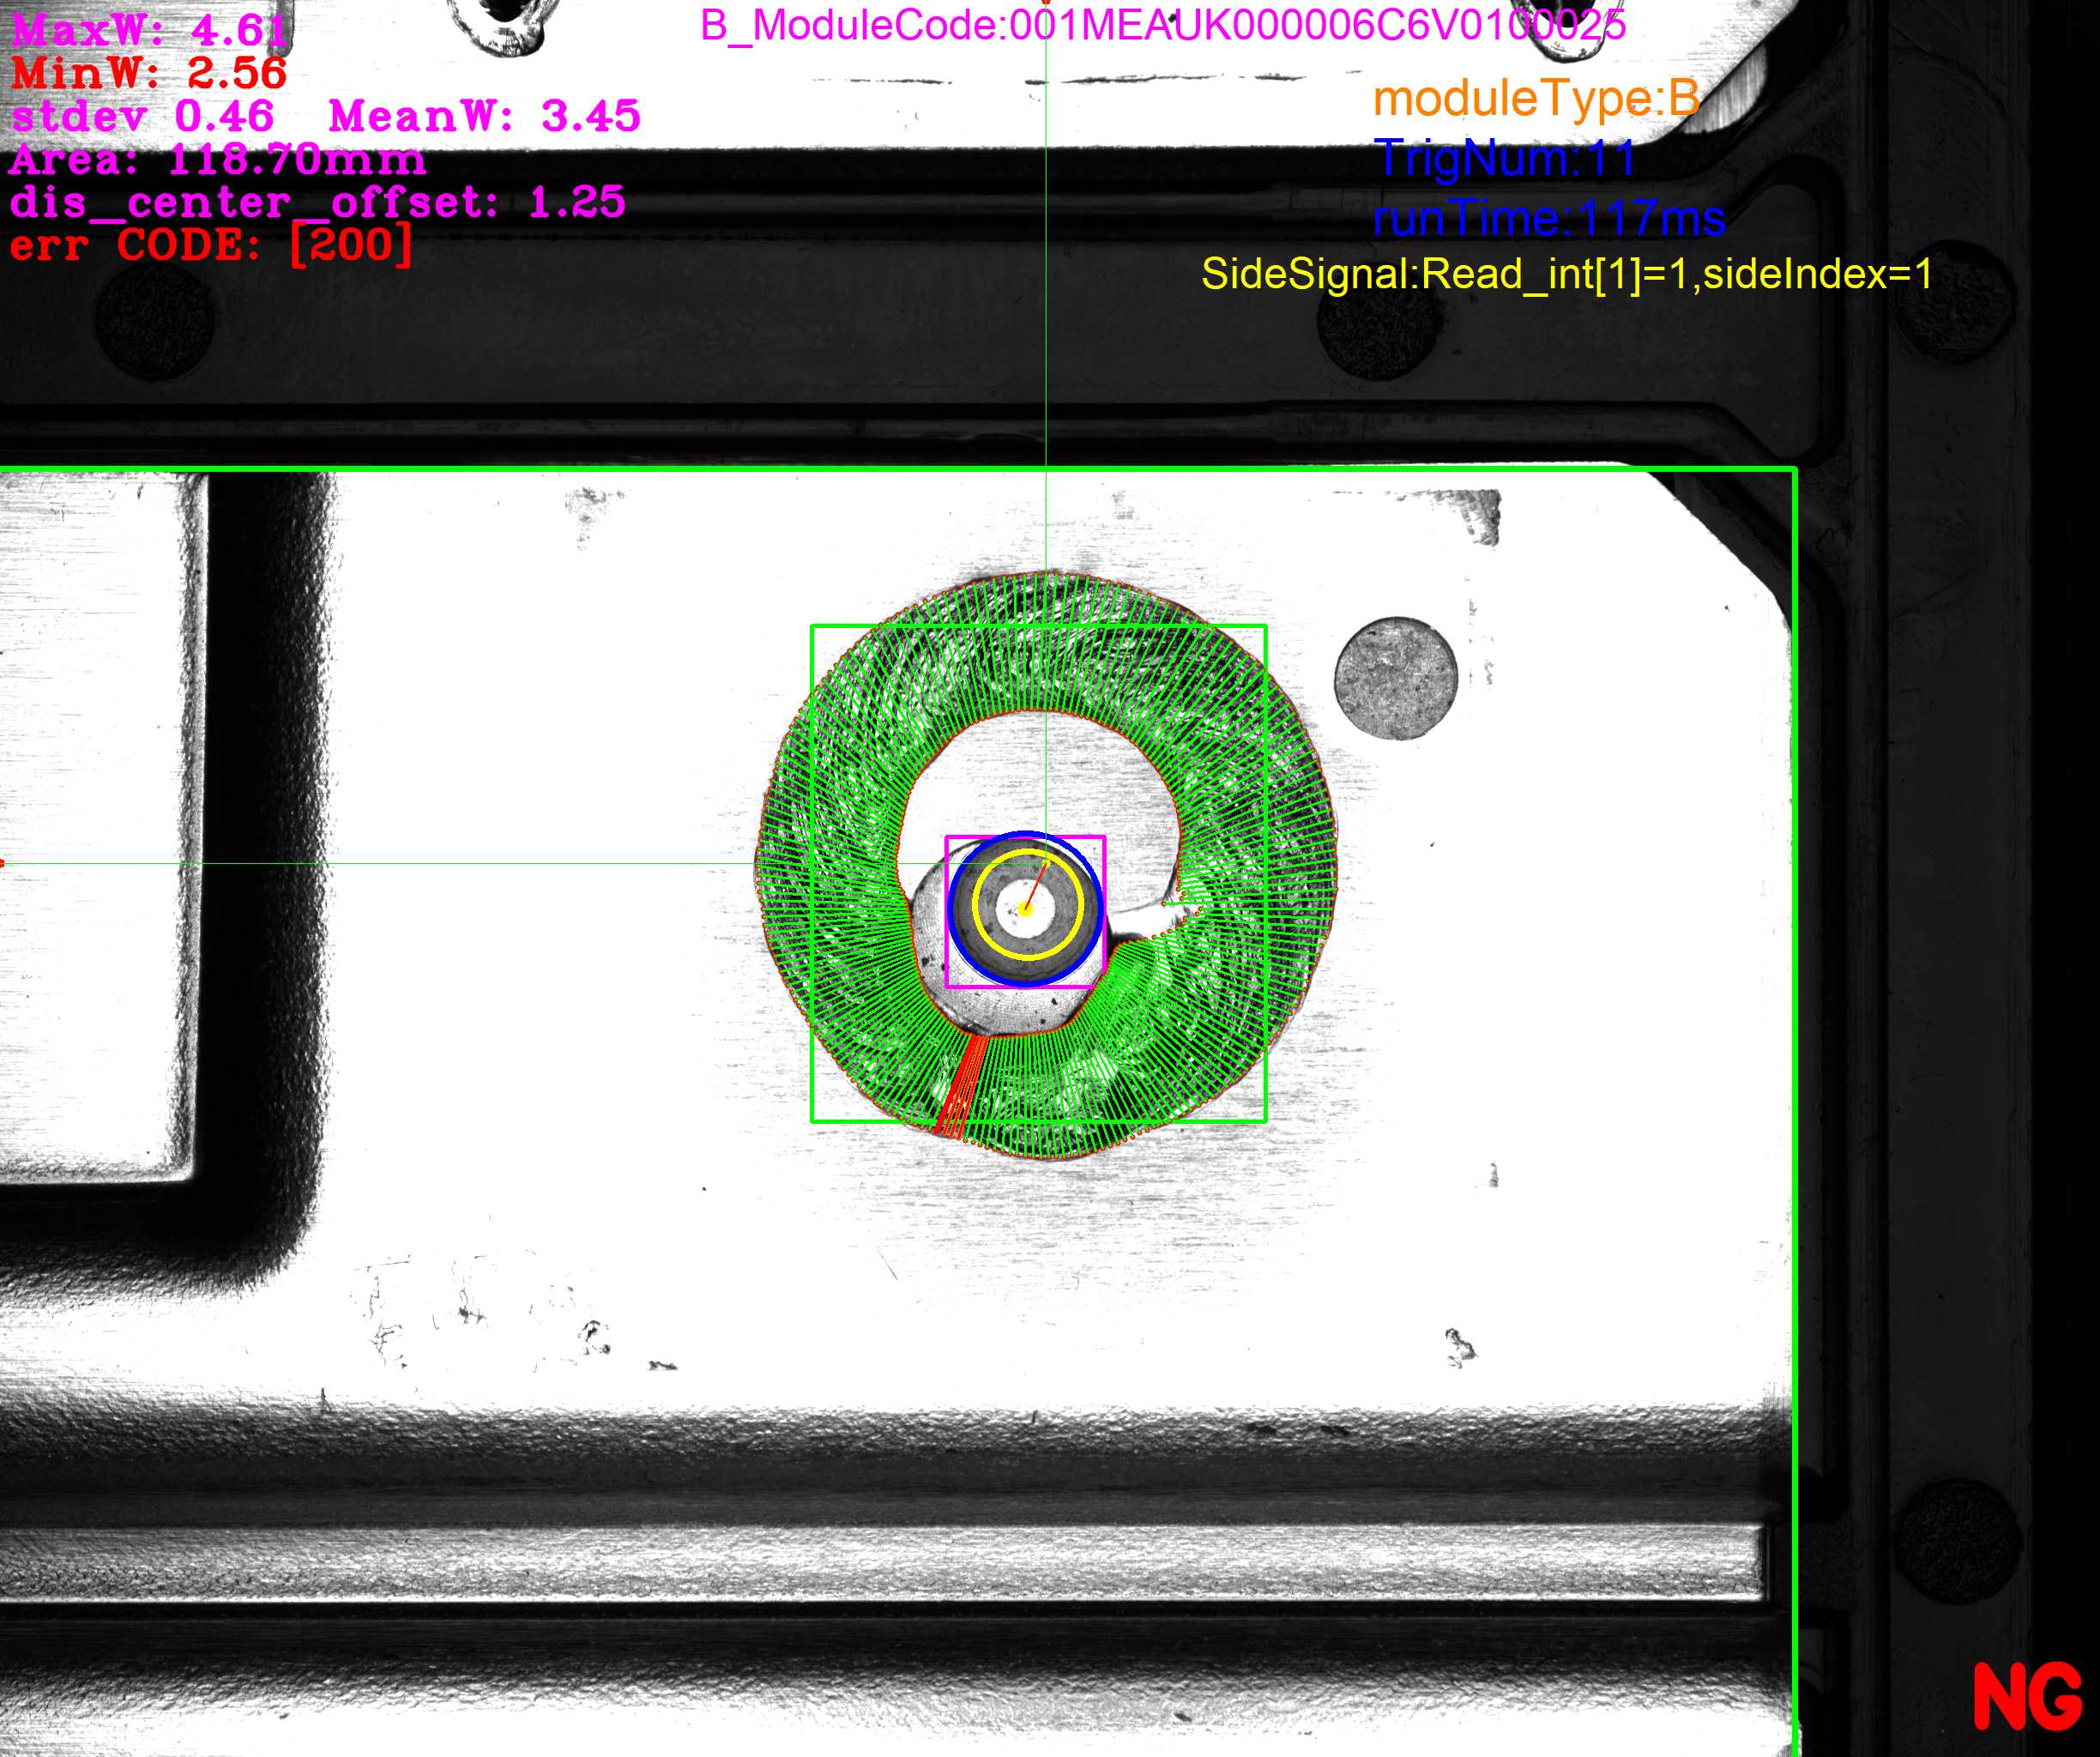 MaxW: 4.61
MinW: 2.56
stdev 0.46 MeanW: 3.45
Area: 118.70mm
dis_center_offset: 1.25
err CODE: [200]
B_ModuleCode:001MEAUK000006C6V0100025
moduleType:B
TrigNum:11
runTime:117ms
SideSignal:Read_int[1]=1,sideIndex=1
NG